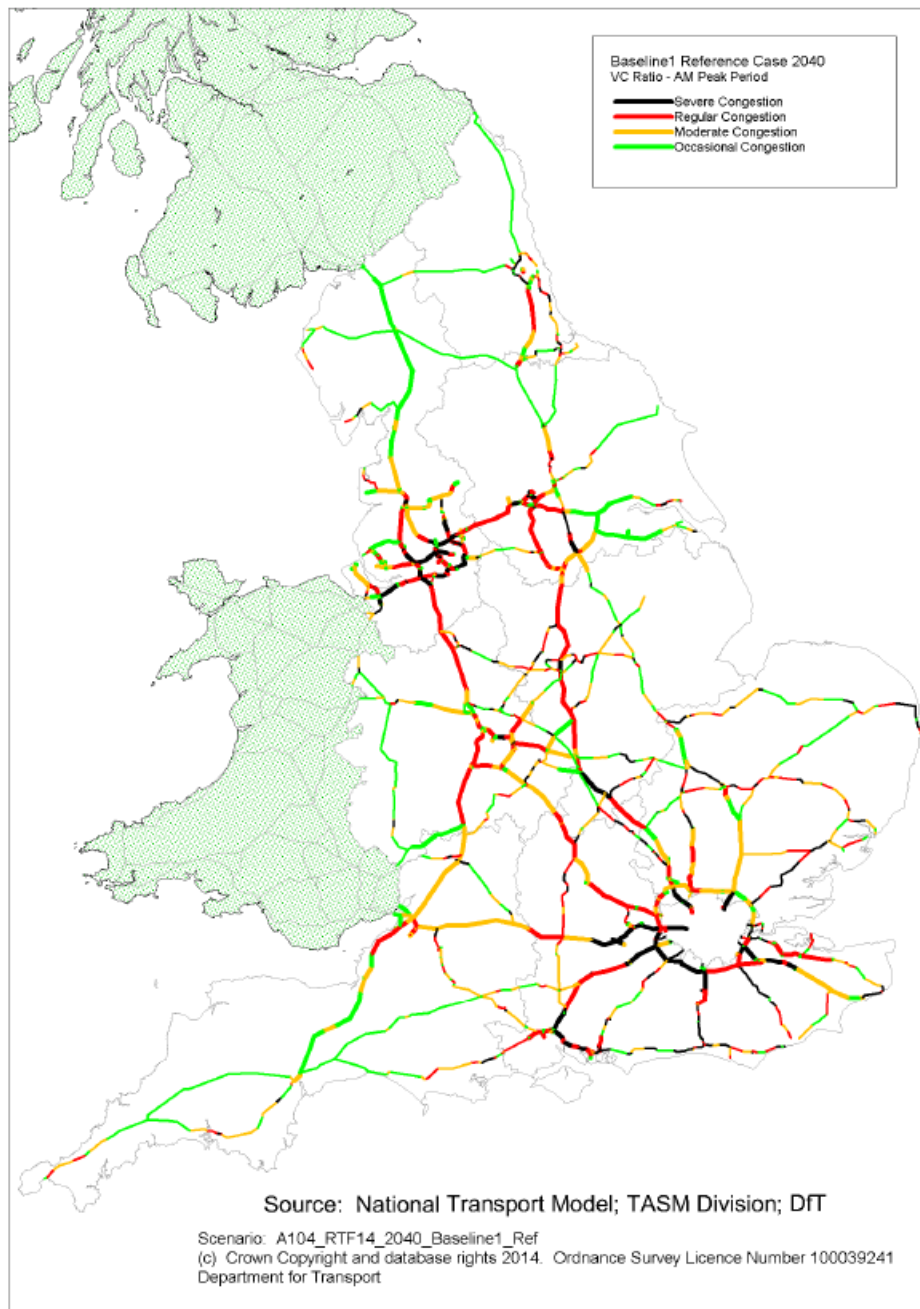 Baseline1 Reference Case 2040
VC Ratio - AM Peak Period
Severe Congestion
Regular Congestion
Moderate Congestion
Occasional Congestion
Source: National Transport Model; TASM Division; DfT
Scenario: A104_RTF14_2040_Baseline1_Ref
(c) Crown Copyright and database rights 2014. Ordnance Survey Licence Number 100039241
Department for Transport